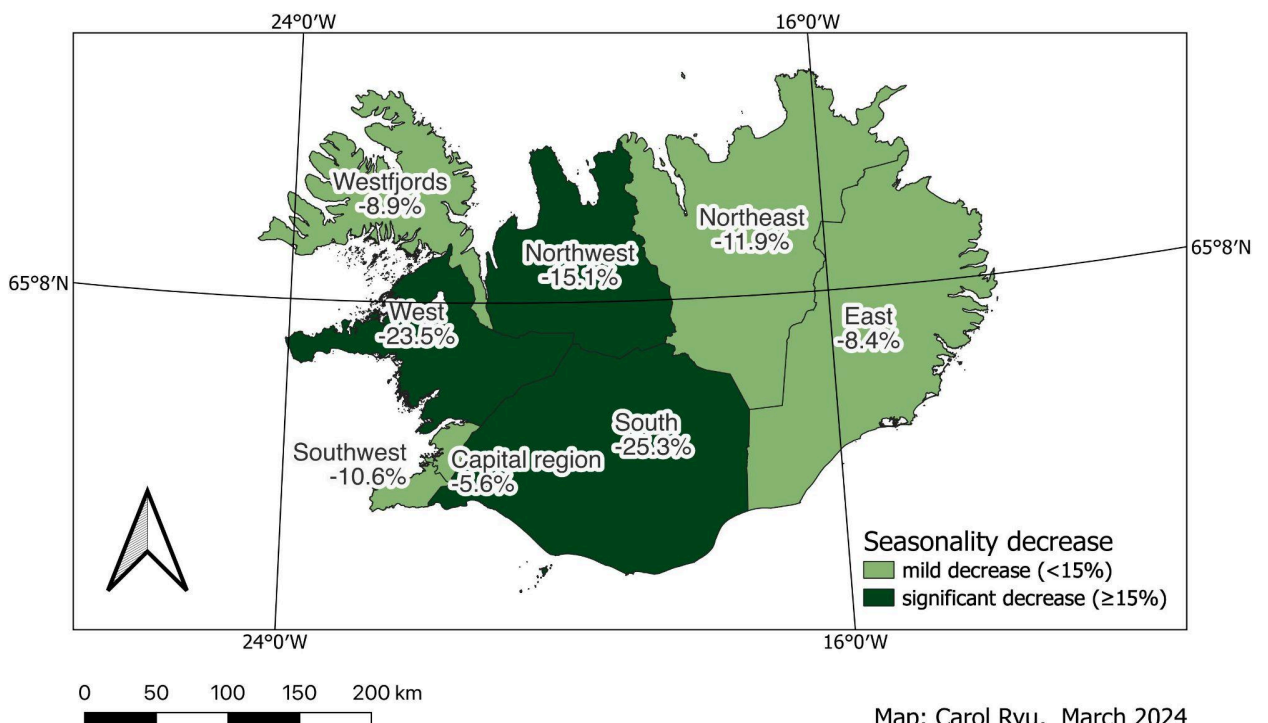 24°0′W
16°0′W
Westfjords
-8.9%
Northeast
-11.9%
Northwest
-15.1%
65°8′N
65°8′N
West
-23.5%
East
-8.4%
South
-25.3%
Southwest
-10.6%
Capital region
-5.6%
Seasonality decrease
mild decrease (<15%)
significant decrease (≥15%)
24°0′W
16°0′W
0 50 100 150 200 km
Map: Carol Ryu, March 2024